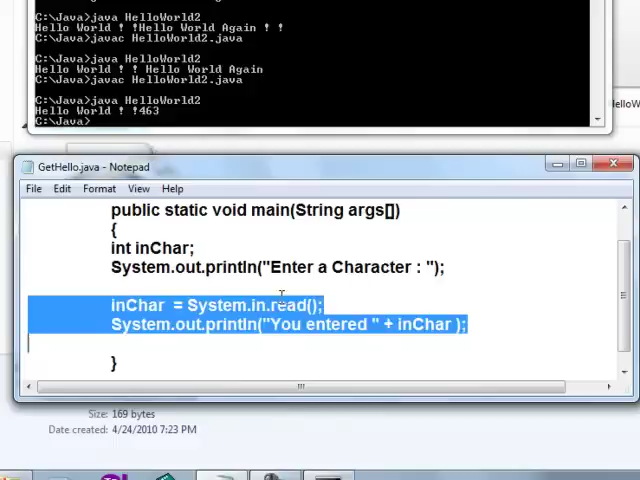 C:\Java>java HelloWorld2
Hello World ! !Hello World Again ! !
C:\Java>javac HelloWorld2.java
C:\Java>java HelloWorld2
Hello World ! ! Hello World Again
C:\Java>javac HelloWorld2.java
C:\Java>java HelloWorld2
Hello World ! !463
C:\Java>
HelloW
GetHello.java - Notepad
File Edit Format View Help
public static void main(String args[])
{
int inChar;
System.out.println("Enter a Character : ");
inChar = System.in.read();
System.out.println("You entered " + inChar );
}
Size: 169 bytes
Date created: 4/24/2010 7:23 PM